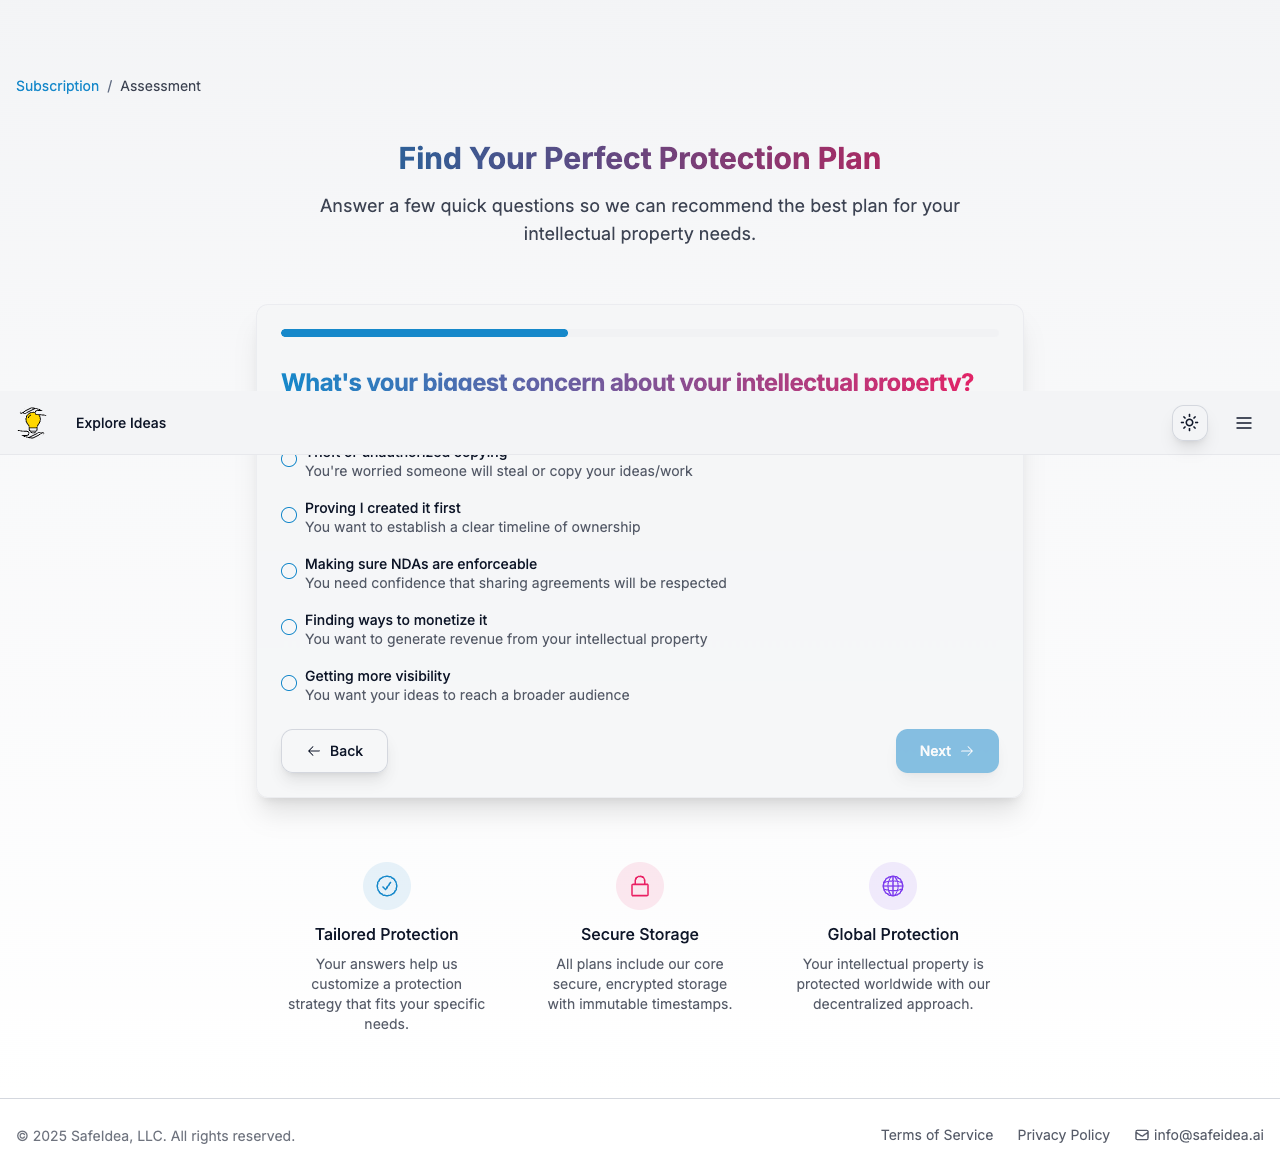 Subscription / Assessment
Find Your Perfect Protection Plan
Answer a few quick questions so we can recommend the best plan for your
intellectual property needs.
What's your biggest concern about your intellectual property?
Explore Ideas
Theft or unauthorized copying
You're worried someone will steal or copy your ideas/work
Proving I created it first
You want to establish a clear timeline of ownership
Making sure NDAs are enforceable
You need confidence that sharing agreements will be respected
Finding ways to monetize it
You want to generate revenue from your intellectual property
Getting more visibility
You want your ideas to reach a broader audience
Back
Next
Tailored Protection
Your answers help us
customize a protection
strategy that fits your specific
needs.
Secure Storage
All plans include our core
secure, encrypted storage
with immutable timestamps.
Global Protection
Your intellectual property is
protected worldwide with our
decentralized approach.
© 2025 SafeIdea, LLC. All rights reserved.
Terms of Service
Privacy Policy
info@safeidea.ai